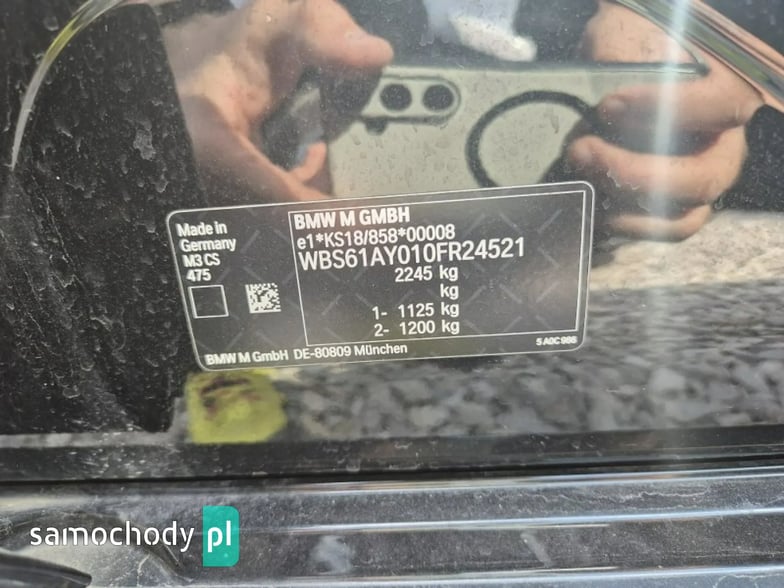 Made in
Germany
M3 CS
475
BMW M GMBH
e1*KS18/858*00008
WBS61AY010FR24521
2245 kg
kg
1- 1125 kg
2- 1200 kg
BMW M GmbH DE-80809 München
5 A0C 986
samochody pl